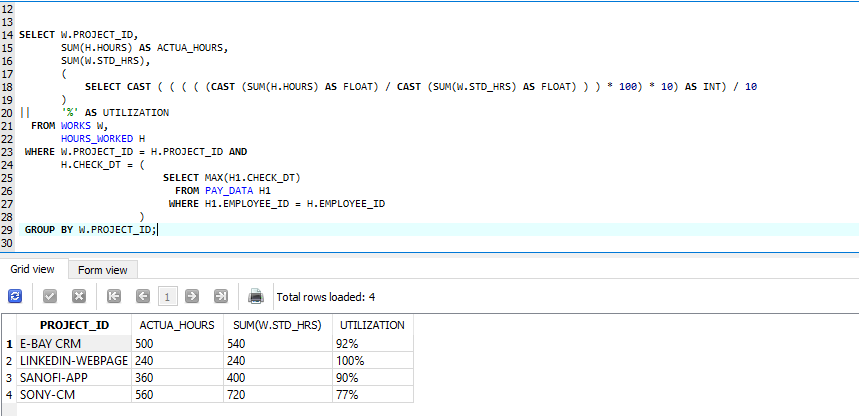 12
13
14 SELECT W.PROJECT_ID,
15 SUM(H.HOURS) AS ACTUA_HOURS,
16 SUM(W.STD_HRS),
17 (
18 SELECT CAST ( ( ( ( ( (CAST (SUM(H.HOURS) AS FLOAT) / CAST (SUM(W.STD_HRS) AS FLOAT) ) ) * 100) * 10) AS INT) / 10
19 )
20 || '%' AS UTILIZATION
21 FROM WORKS W,
22 HOURS_WORKED H
23 WHERE W.PROJECT_ID = H.PROJECT_ID AND
24 H.CHECK_DT = (
25 SELECT MAX(H1.CHECK_DT)
26 FROM PAY_DATA H1
27 WHERE H1.EMPLOYEE_ID = H.EMPLOYEE_ID
28 )
29 GROUP BY W.PROJECT_ID;
30
Grid view Form view
1 Total rows loaded: 4
PROJECT_ID ACTUA_HOURS SUM(W.STD_HRS) UTILIZATION
1 E-BAY CRM 500 540 92%
2 LINKEDIN-WEBPAGE 240 240 100%
3 SANOFI-APP 360 400 90%
4 SONY-CM 560 720 77%